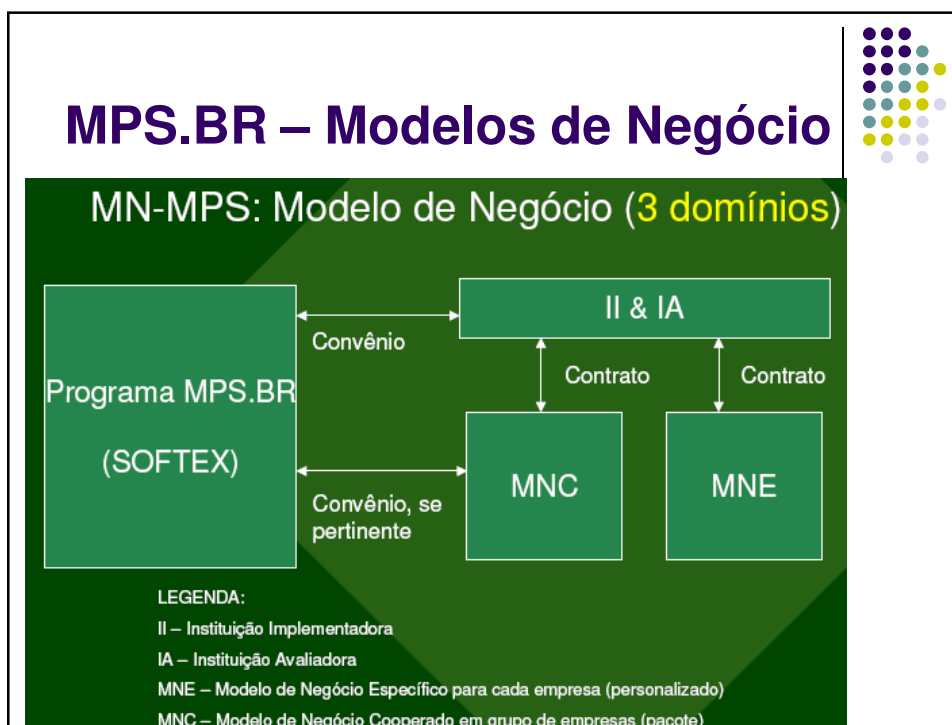 MPS.BR – Modelos de Negócio
MN-MPS: Modelo de Negócio (3 domínios)
II & IA
Convênio
Contrato
Contrato
Programa MPS.BR
(SOFTEX)
MNC
MNE
Convênio, se
pertinente
LEGENDA:
II – Instituição Implementadora
IA – Instituição Avaliadora
MNE – Modelo de Negócio Específico para cada empresa (personalizado)
MNC – Modelo de Negócio Cooperado em grupo de empresas (pacote)